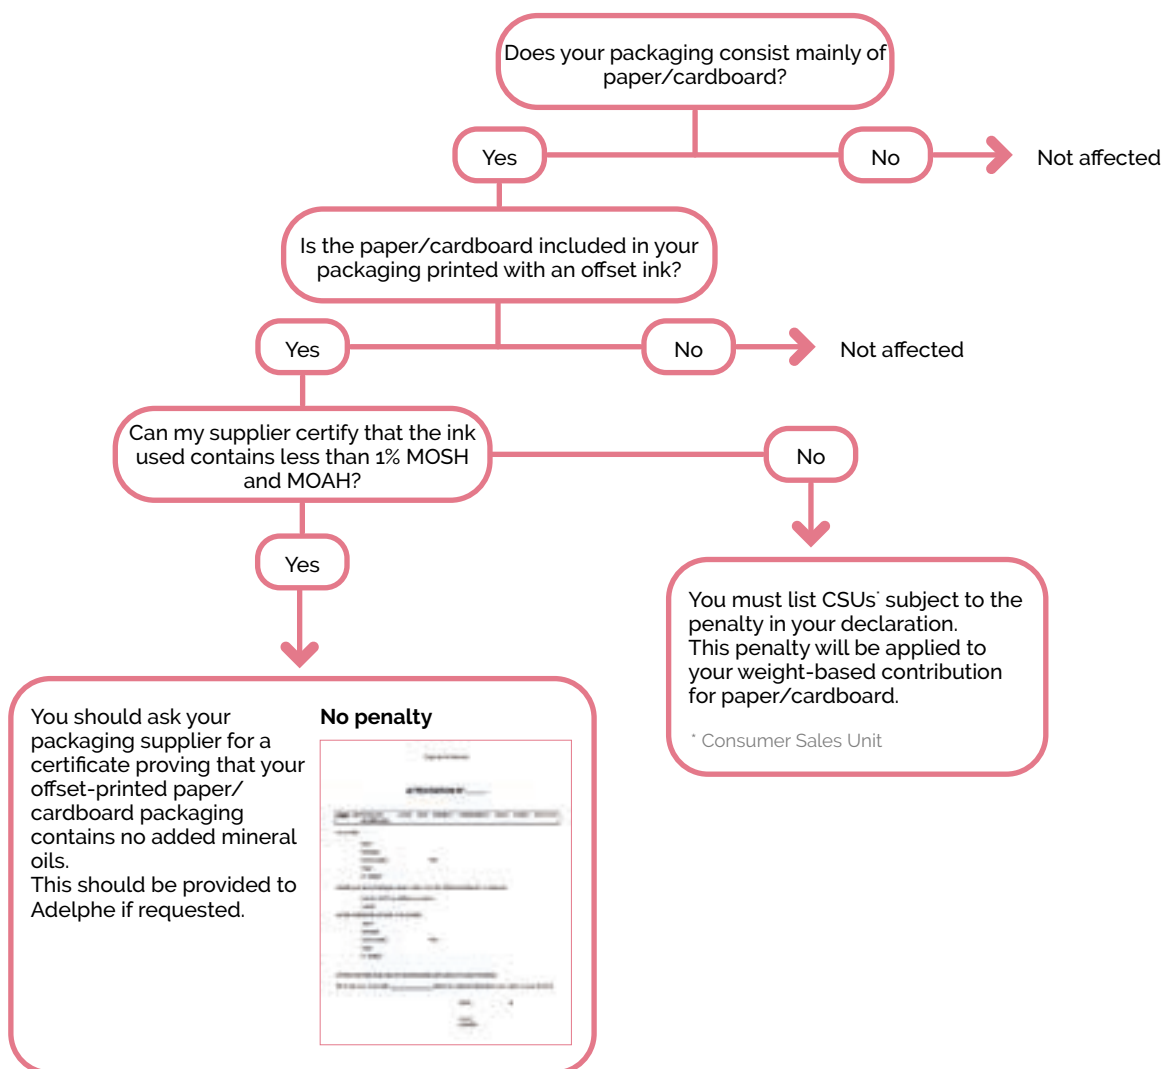 Does your packaging consist mainly of
paper/cardboard?
Yes
No
Not affected
Is the paper/cardboard included in your
packaging printed with an offset ink?
Yes
No
Not affected
Can my supplier certify that the ink
used contains less than 1% MOSH
and MOAH?
No
Yes
You must list CSUs* subject to the
penalty in your declaration.
This penalty will be applied to
your weight-based contribution
for paper/cardboard.
* Consumer Sales Unit
You should ask your
packaging supplier for a
certificate proving that your
offset-printed paper/
cardboard packaging
contains no added mineral
oils.
This should be provided to
Adelphe if requested.
No penalty